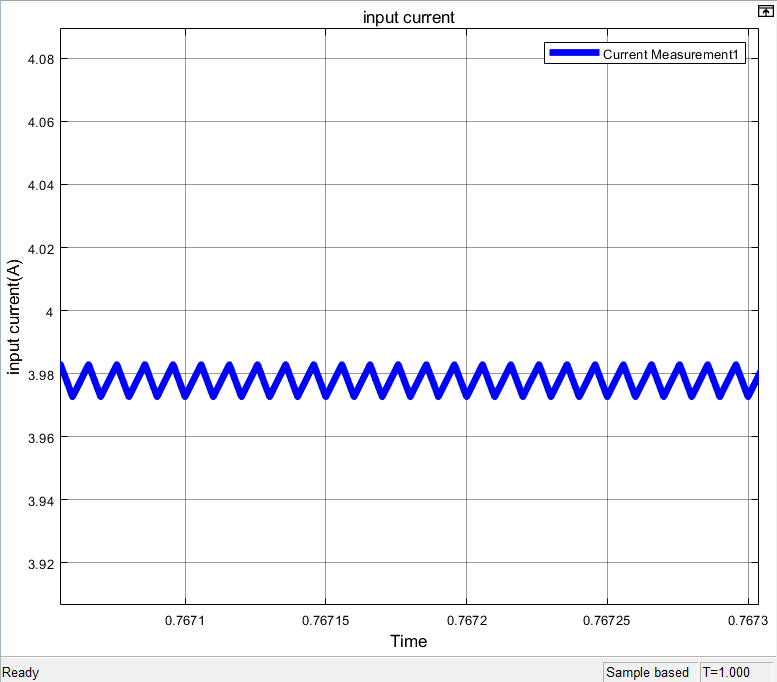 input current
Current Measurement1
4.08
4.06
4.04
4.02
4
3.98
3.96
3.94
3.92
input current(A)
0.7671 0.76715 0.7672 0.76725 0.7673
Time
Ready Sample based T=1.000